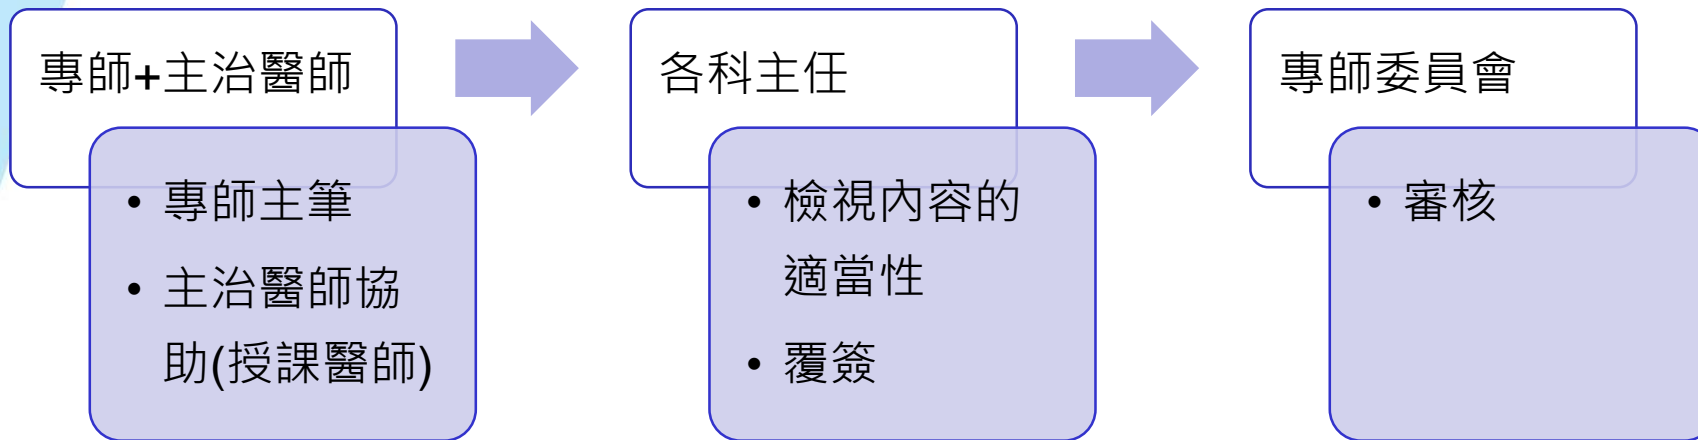 專師+主治醫師
• 專師主筆
• 主治醫師協
助(授課醫師)
各科主任
• 檢視內容的
適當性
• 覆簽
專師委員會
• 審核